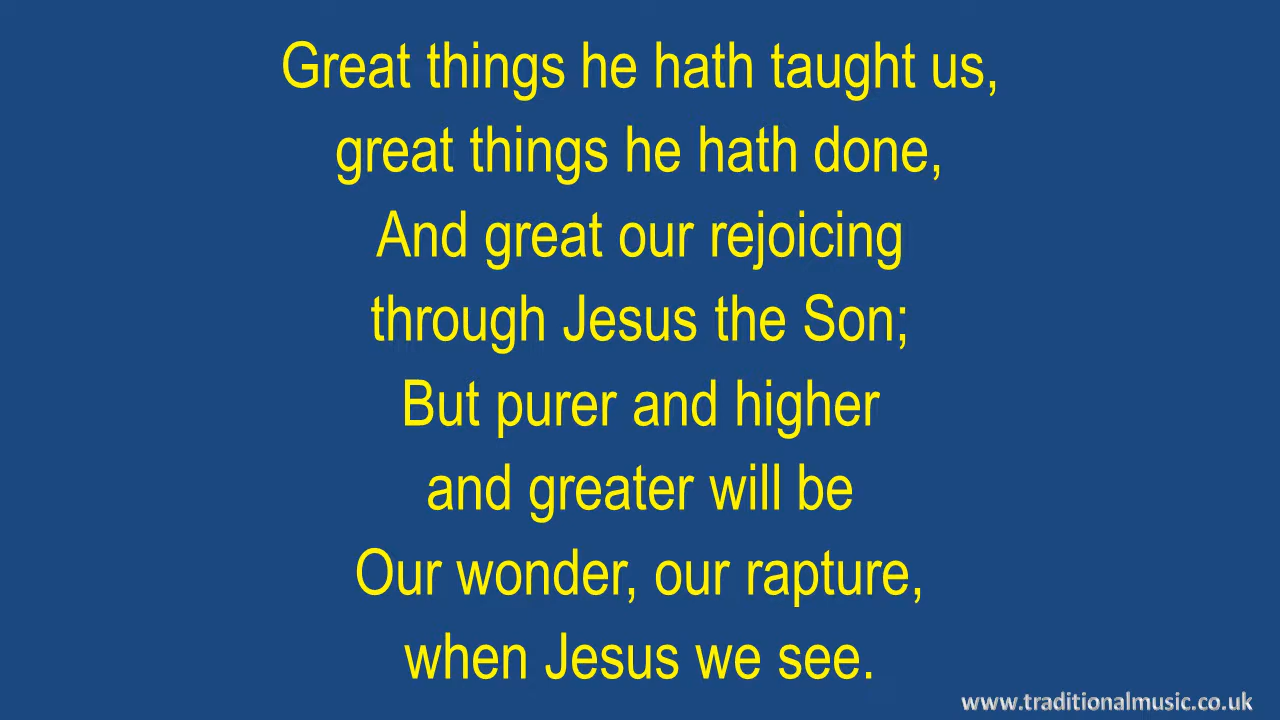 Great things he hath taught us,
great things he hath done,
And great our rejoicing
through Jesus the Son;
But purer and higher
and greater will be
Our wonder, our rapture,
when Jesus we see.
www.traditionalmusic.co.uk